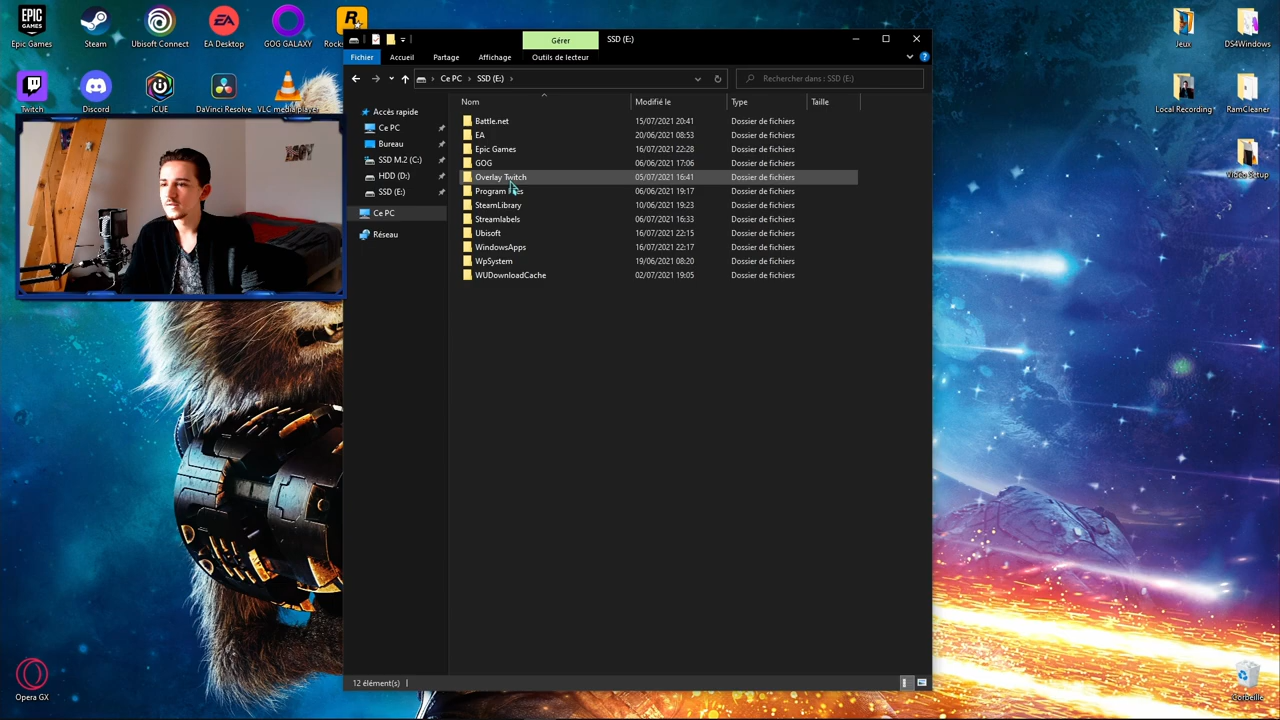 EPIC
GAMES
Epic Games
Steam
Ubisoft Connect
EA
EA Desktop
GOG GALAXY
R
Twitch
Discord
iCUE
DaVinci Resolve
VLC media player
Gérer
SSD (E:)
Fichier
Accueil
Partage
Affichage
Outils de lecteur
Ce PC > SSD (E:) >
Rechercher dans : SSD (E:)
Accès rapide
Ce PC
Bureau
SSD M.2 (C:)
HDD (D:)
SSD (E:)
Ce PC
Réseau
Nom Modifié le Type Taille
Battle.net 15/07/2021 20:41 Dossier de fichiers
EA 20/06/2021 08:53 Dossier de fichiers
Epic Games 16/07/2021 22:28 Dossier de fichiers
GOG 06/06/2021 17:06 Dossier de fichiers
Overlay Twitch 05/07/2021 16:41 Dossier de fichiers
Program 06/06/2021 19:17 Dossier de fichiers
SteamLibrary 10/06/2021 19:23 Dossier de fichiers
Streamlabels 06/07/2021 16:33 Dossier de fichiers
Ubisoft 16/07/2021 22:15 Dossier de fichiers
WindowsApps 16/07/2021 22:17 Dossier de fichiers
WpSystem 19/06/2021 08:20 Dossier de fichiers
WUDownloadCache 02/07/2021 19:05 Dossier de fichiers
12 élément(s)
Jeux
DS4Windows
Local Recording
RamCleaner
Vidéo Setup
Opera GX
Corbeille